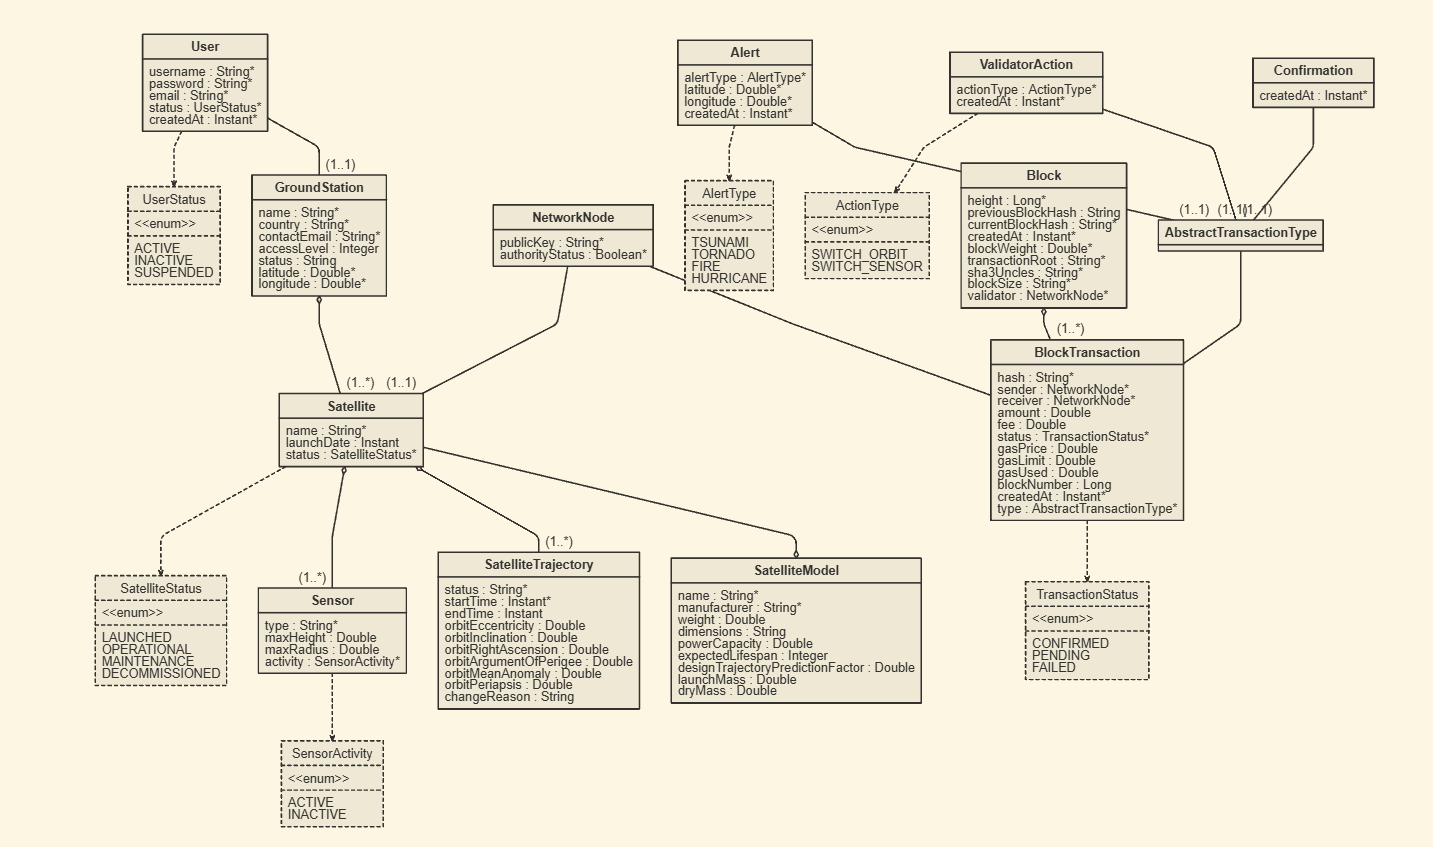 User
username : String*
password : String*
email : String*
status : UserStatus*
createdAt : Instant*
Alert
alertType : AlertType*
latitude : Double*
longitude : Double*
createdAt : Instant*
ValidatorAction
actionType : ActionType*
createdAt : Instant*
Confirmation
createdAt : Instant*
(1..1)
UserStatus
<<enum>>
ACTIVE
INACTIVE
SUSPENDED
GroundStation
name : String*
country : String*
contactEmail : String*
accessLevel : Integer
status : String
latitude : Double*
longitude : Double*
NetworkNode
publicKey : String*
authorityStatus : Boolean*
AlertType
<<enum>>
TSUNAMI
TORNADO
FIRE
HURRICANE
ActionType
<<enum>>
SWITCH_ORBIT
SWITCH_SENSOR
Block
height : Long*
previousBlockHash : String
currentBlockHash : String*
createdAt : Instant*
blockWeight : Double*
transactionRoot : String*
sha3Uncles : String*
blockSize : String*
validator : NetworkNode*
(1..1)
(1..1)
(1..1)
AbstractTransactionType
(1..*)
BlockTransaction
hash : String*
sender : NetworkNode*
receiver : NetworkNode*
amount : Double
fee : Double
status : TransactionStatus*
gasPrice : Double
gasLimit : Double
gasUsed : Double
blockNumber : Long
createdAt : Instant*
type : AbstractTransactionType*
(1..*)
(1..1)
Satellite
name : String*
launchDate : Instant
status : SatelliteStatus*
SatelliteStatus
<<enum>>
LAUNCHED
OPERATIONAL
MAINTENANCE
DECOMMISSIONED
(1..*)
Sensor
type : String*
maxHeight : Double
maxRadius : Double
activity : SensorActivity*
(1..*)
SatelliteTrajectory
status : String*
startTime : Instant*
endTime : Instant
orbitEccentricity : Double
orbitInclination : Double
orbitRightAscension : Double
orbitArgumentOfPerigee : Double
orbitMeanAnomaly : Double
orbitPeriapsis : Double
changeReason : String
SatelliteModel
name : String*
manufacturer : String*
weight : Double
dimensions : String
powerCapacity : Double
expectedLifespan : Integer
designTrajectoryPredictionFactor : Double
launchMass : Double
dryMass : Double
TransactionStatus
<<enum>>
CONFIRMED
PENDING
FAILED
SensorActivity
<<enum>>
ACTIVE
INACTIVE